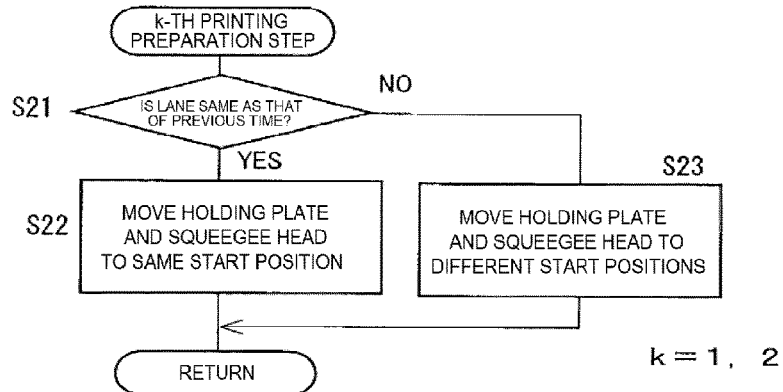 k-TH PRINTING
PREPARATION STEP
S21
IS LANE SAME AS THAT
OF PREVIOUS TIME?
NO
YES
S22
MOVE HOLDING PLATE
AND SQUEEGEE HEAD
TO SAME START POSITION
S23
MOVE HOLDING PLATE
AND SQUEEGEE HEAD TO
DIFFERENT START POSITIONS
RETURN
k = 1, 2